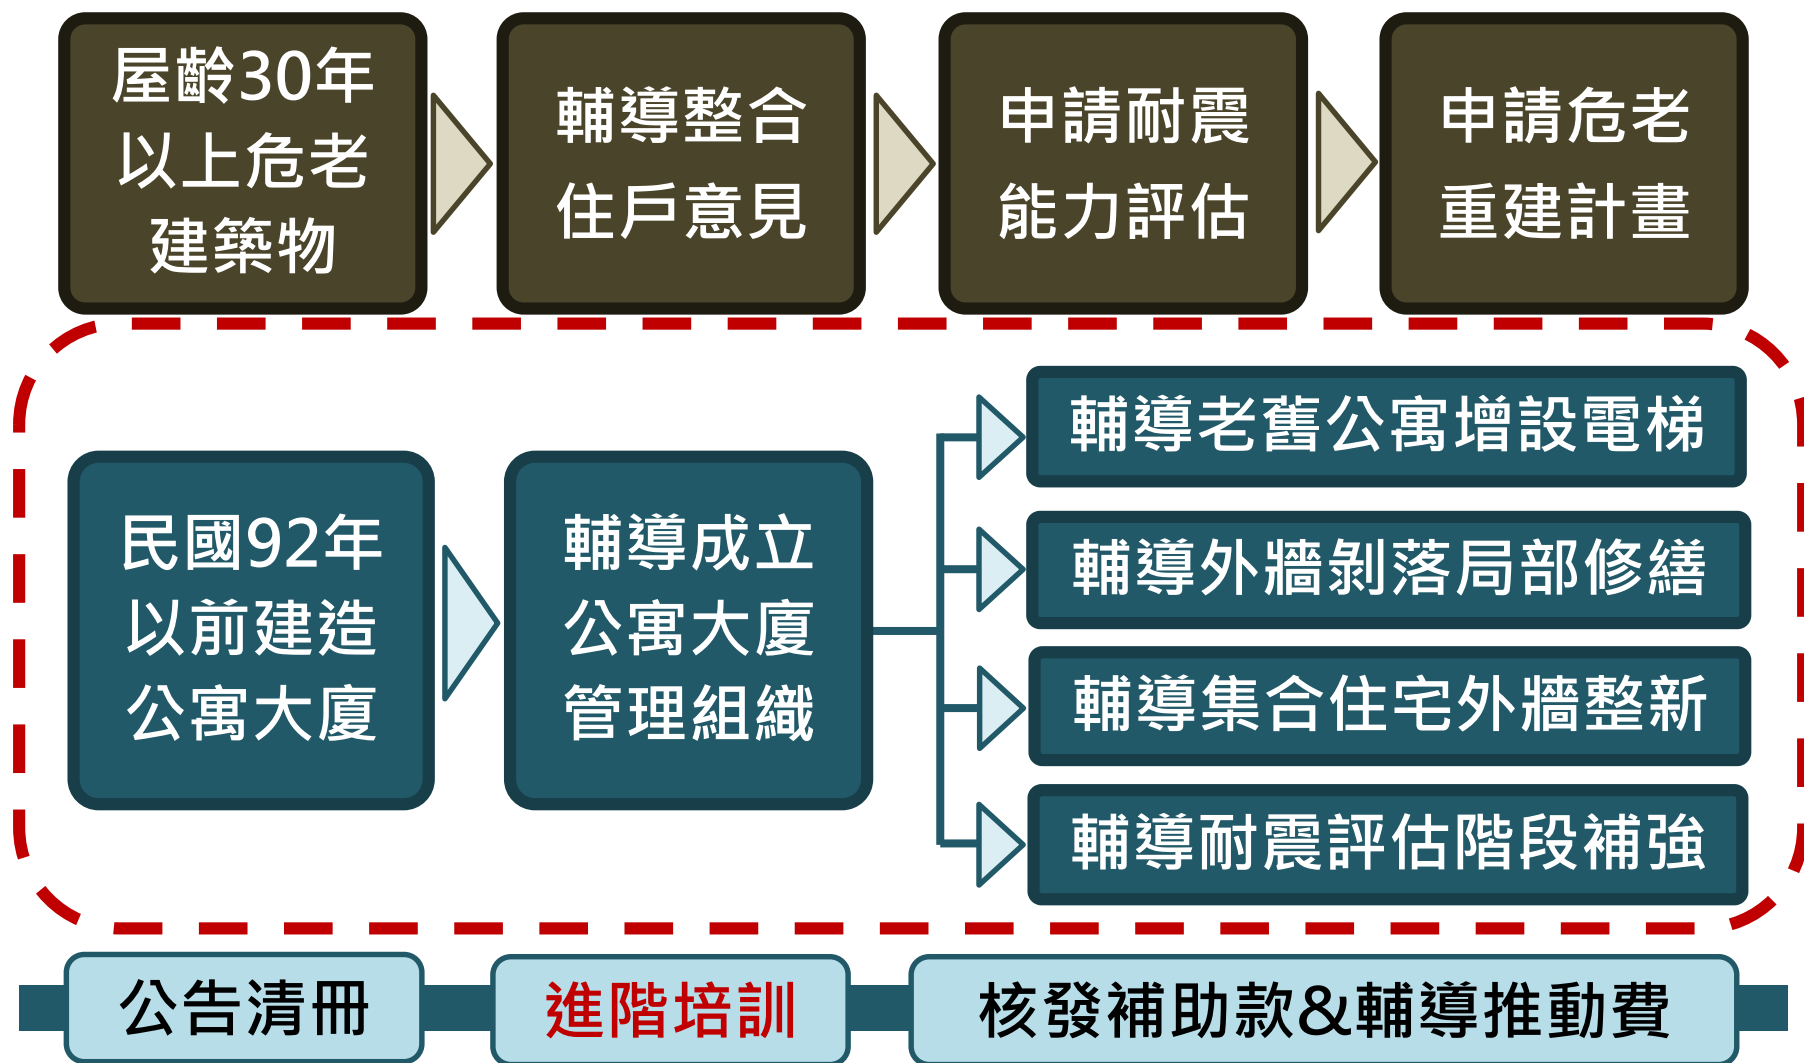 屋齡30年
以上危老
建築物
輔導整合
住戶意見
申請耐震
能力評估
申請危老
重建計畫
民國92年
以前建造
公寓大廈
輔導成立
公寓大廈
管理組織
輔導老舊公寓增設電梯
輔導外牆剝落局部修繕
輔導集合住宅外牆整新
輔導耐震評估階段補強
公告清冊
進階培訓
核發補助款&輔導推動費